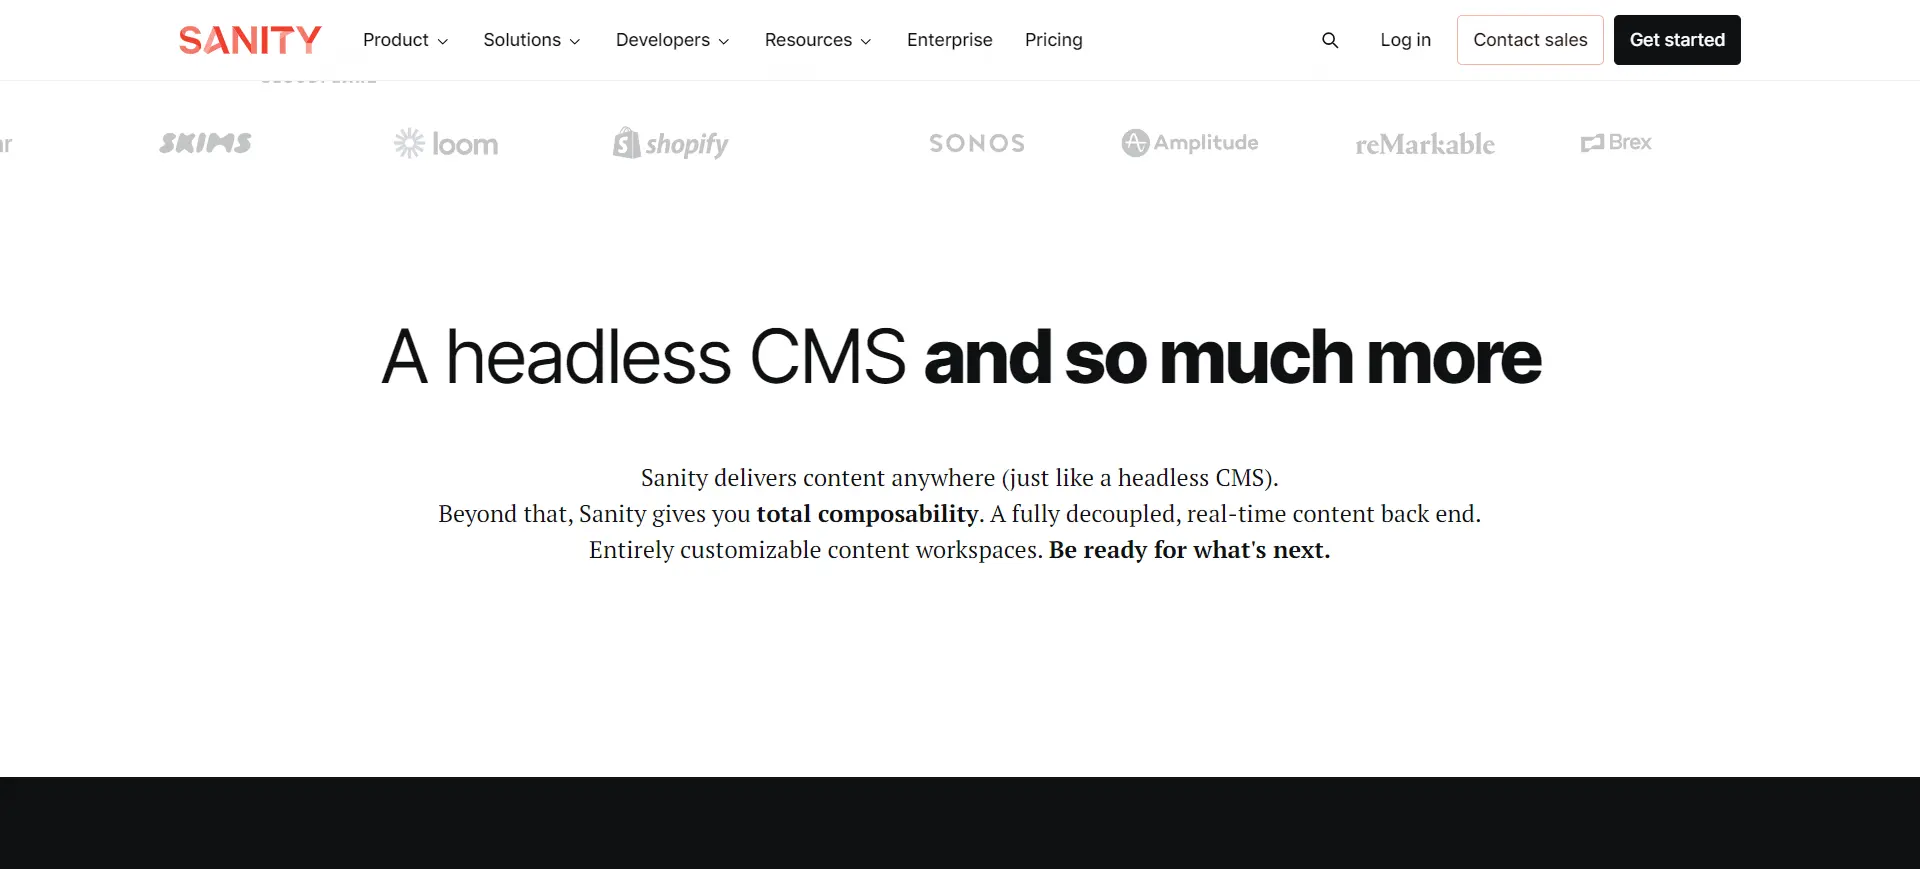 SANITY Product Solutions Developers Resources Enterprise Pricing Log in Contact sales Get started
SKIMS loom shopify SONOS Amplitude reMarkable Brex
A headless CMS and so much more
Sanity delivers content anywhere (just like a headless CMS).
Beyond that, Sanity gives you total composability. A fully decoupled, real-time content back end.
Entirely customizable content workspaces. Be ready for what's next.